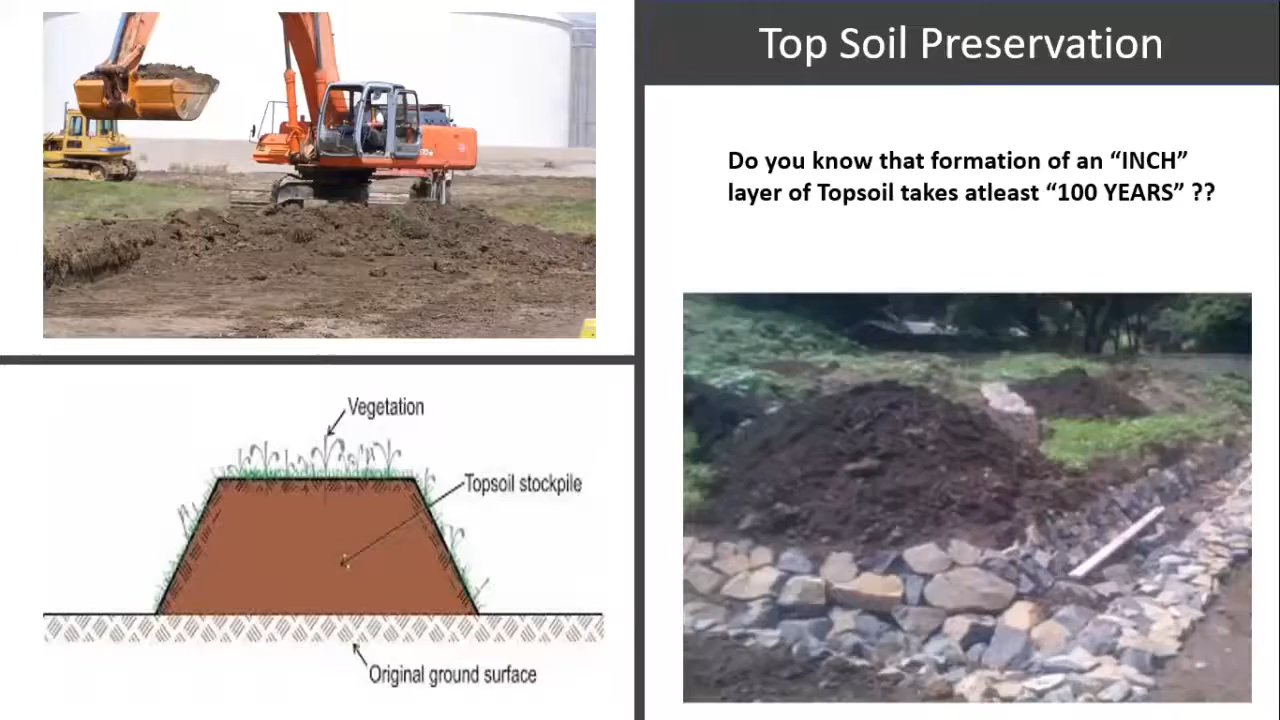 Top Soil Preservation
Do you know that formation of an “INCH”
layer of Topsoil takes atleast “100 YEARS” ??
Vegetation
Topsoil stockpile
Original ground surface